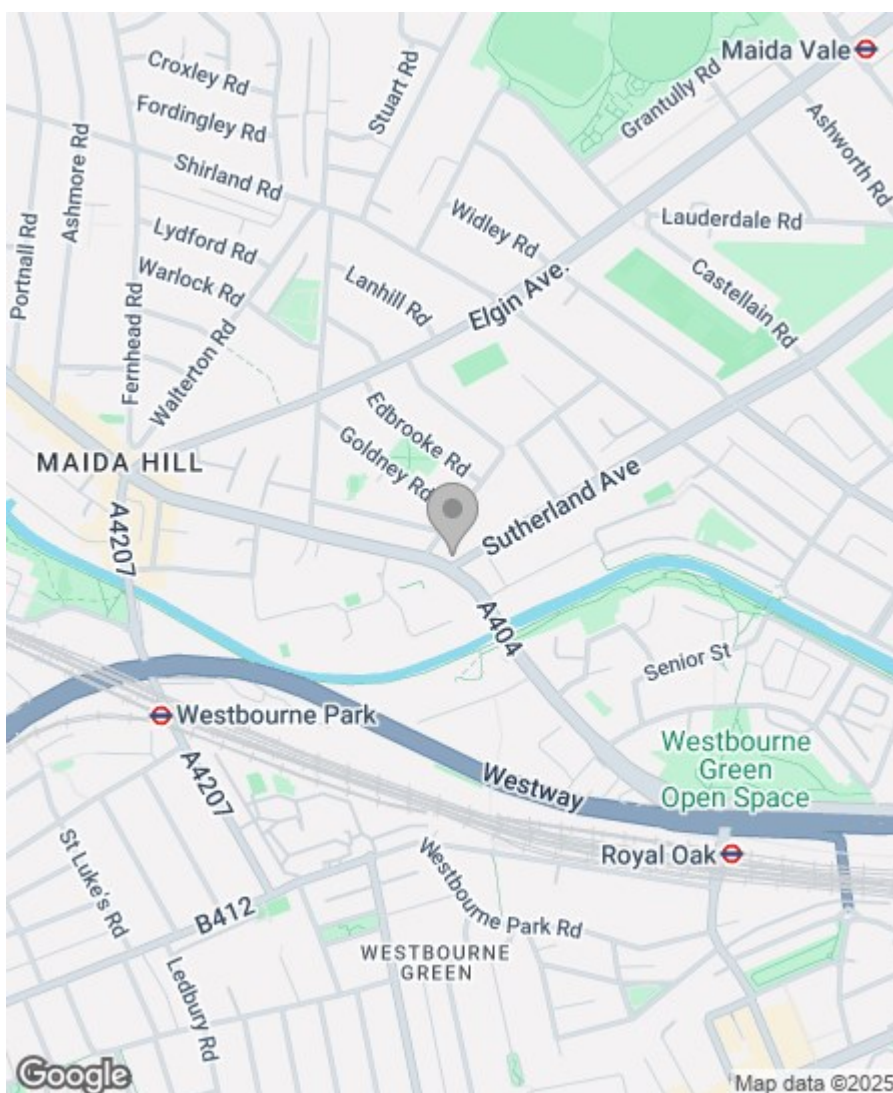 Croxley Rd
Stuart Rd
Maida Vale
Grantully Rd
Fordingley Rd
Ashworth Rd
Shirland Rd
Ashmore Rd
Portnall Rd
Widley Rd
Lauderdale Rd
Lydford Rd
Warlock Rd
Lanhill Rd
Elgin Ave.
Castellain Rd
Fernhead Rd
Walterton Rd
Edbrooke Rd
Goldney Rd
MAIDA HILL
Sutherland Ave
A4207
A404
Senior St
Westbourne Park
Westbourne
Green
Open Space
Westway
A4207
Royal Oak
St Luke's Rd
Westbourne Park Rd
B412
WESTBOURNE
GREEN
Ledbury Rd
Google
Map data ©2025